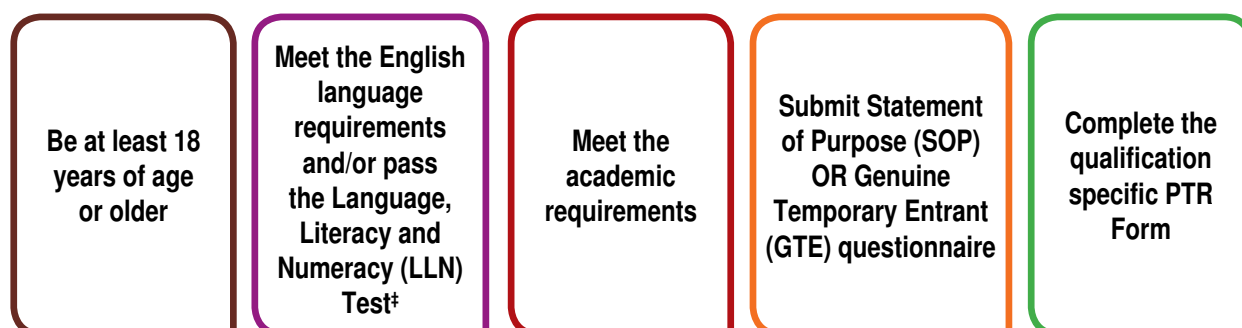 Be at least 18
years of age
or older
Meet the English
language
requirements
and/or pass
the Language,
Literacy and
Numeracy (LLN)
Test‡
Meet the
academic
requirements
Submit Statement
of Purpose (SOP)
OR Genuine
Temporary Entrant
(GTE) questionnaire
Complete the
qualification
specific PTR
Form